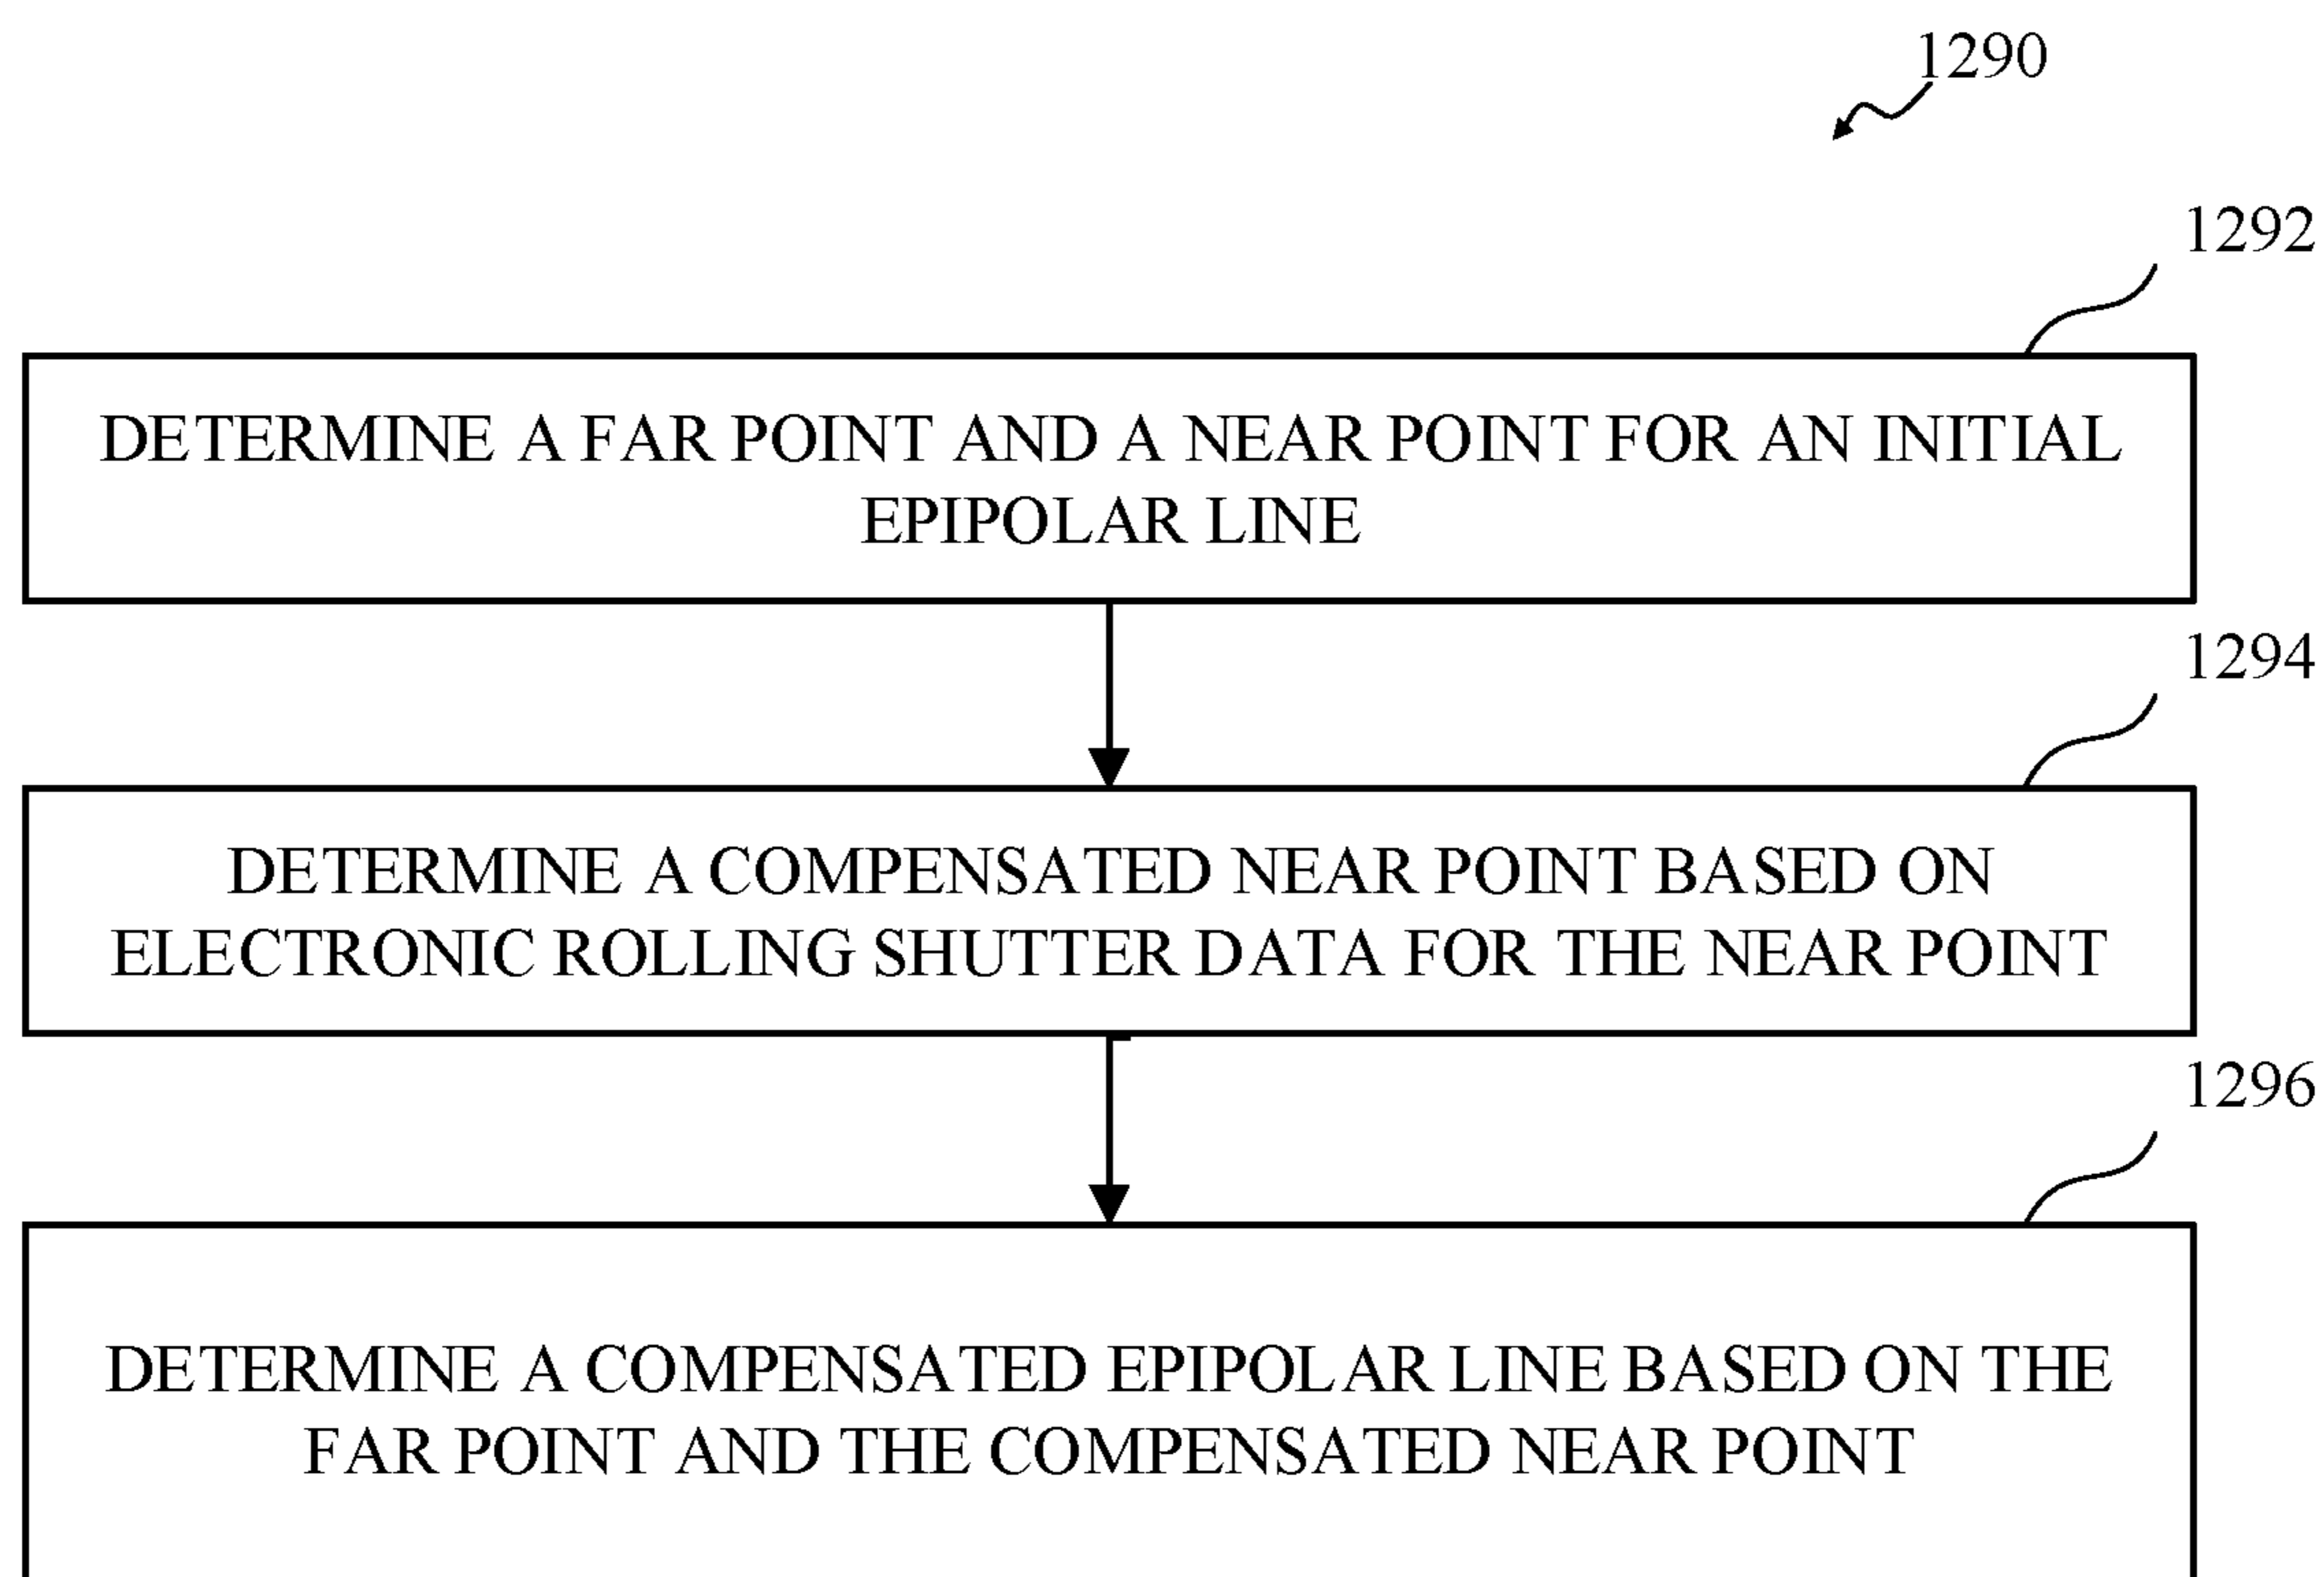 1290
1292
DETERMINE A FAR POINT AND A NEAR POINT FOR AN INITIAL
EPIPOLAR LINE
1294
DETERMINE A COMPENSATED NEAR POINT BASED ON
ELECTRONIC ROLLING SHUTTER DATA FOR THE NEAR POINT
1296
DETERMINE A COMPENSATED EPIPOLAR LINE BASED ON THE
FAR POINT AND THE COMPENSATED NEAR POINT